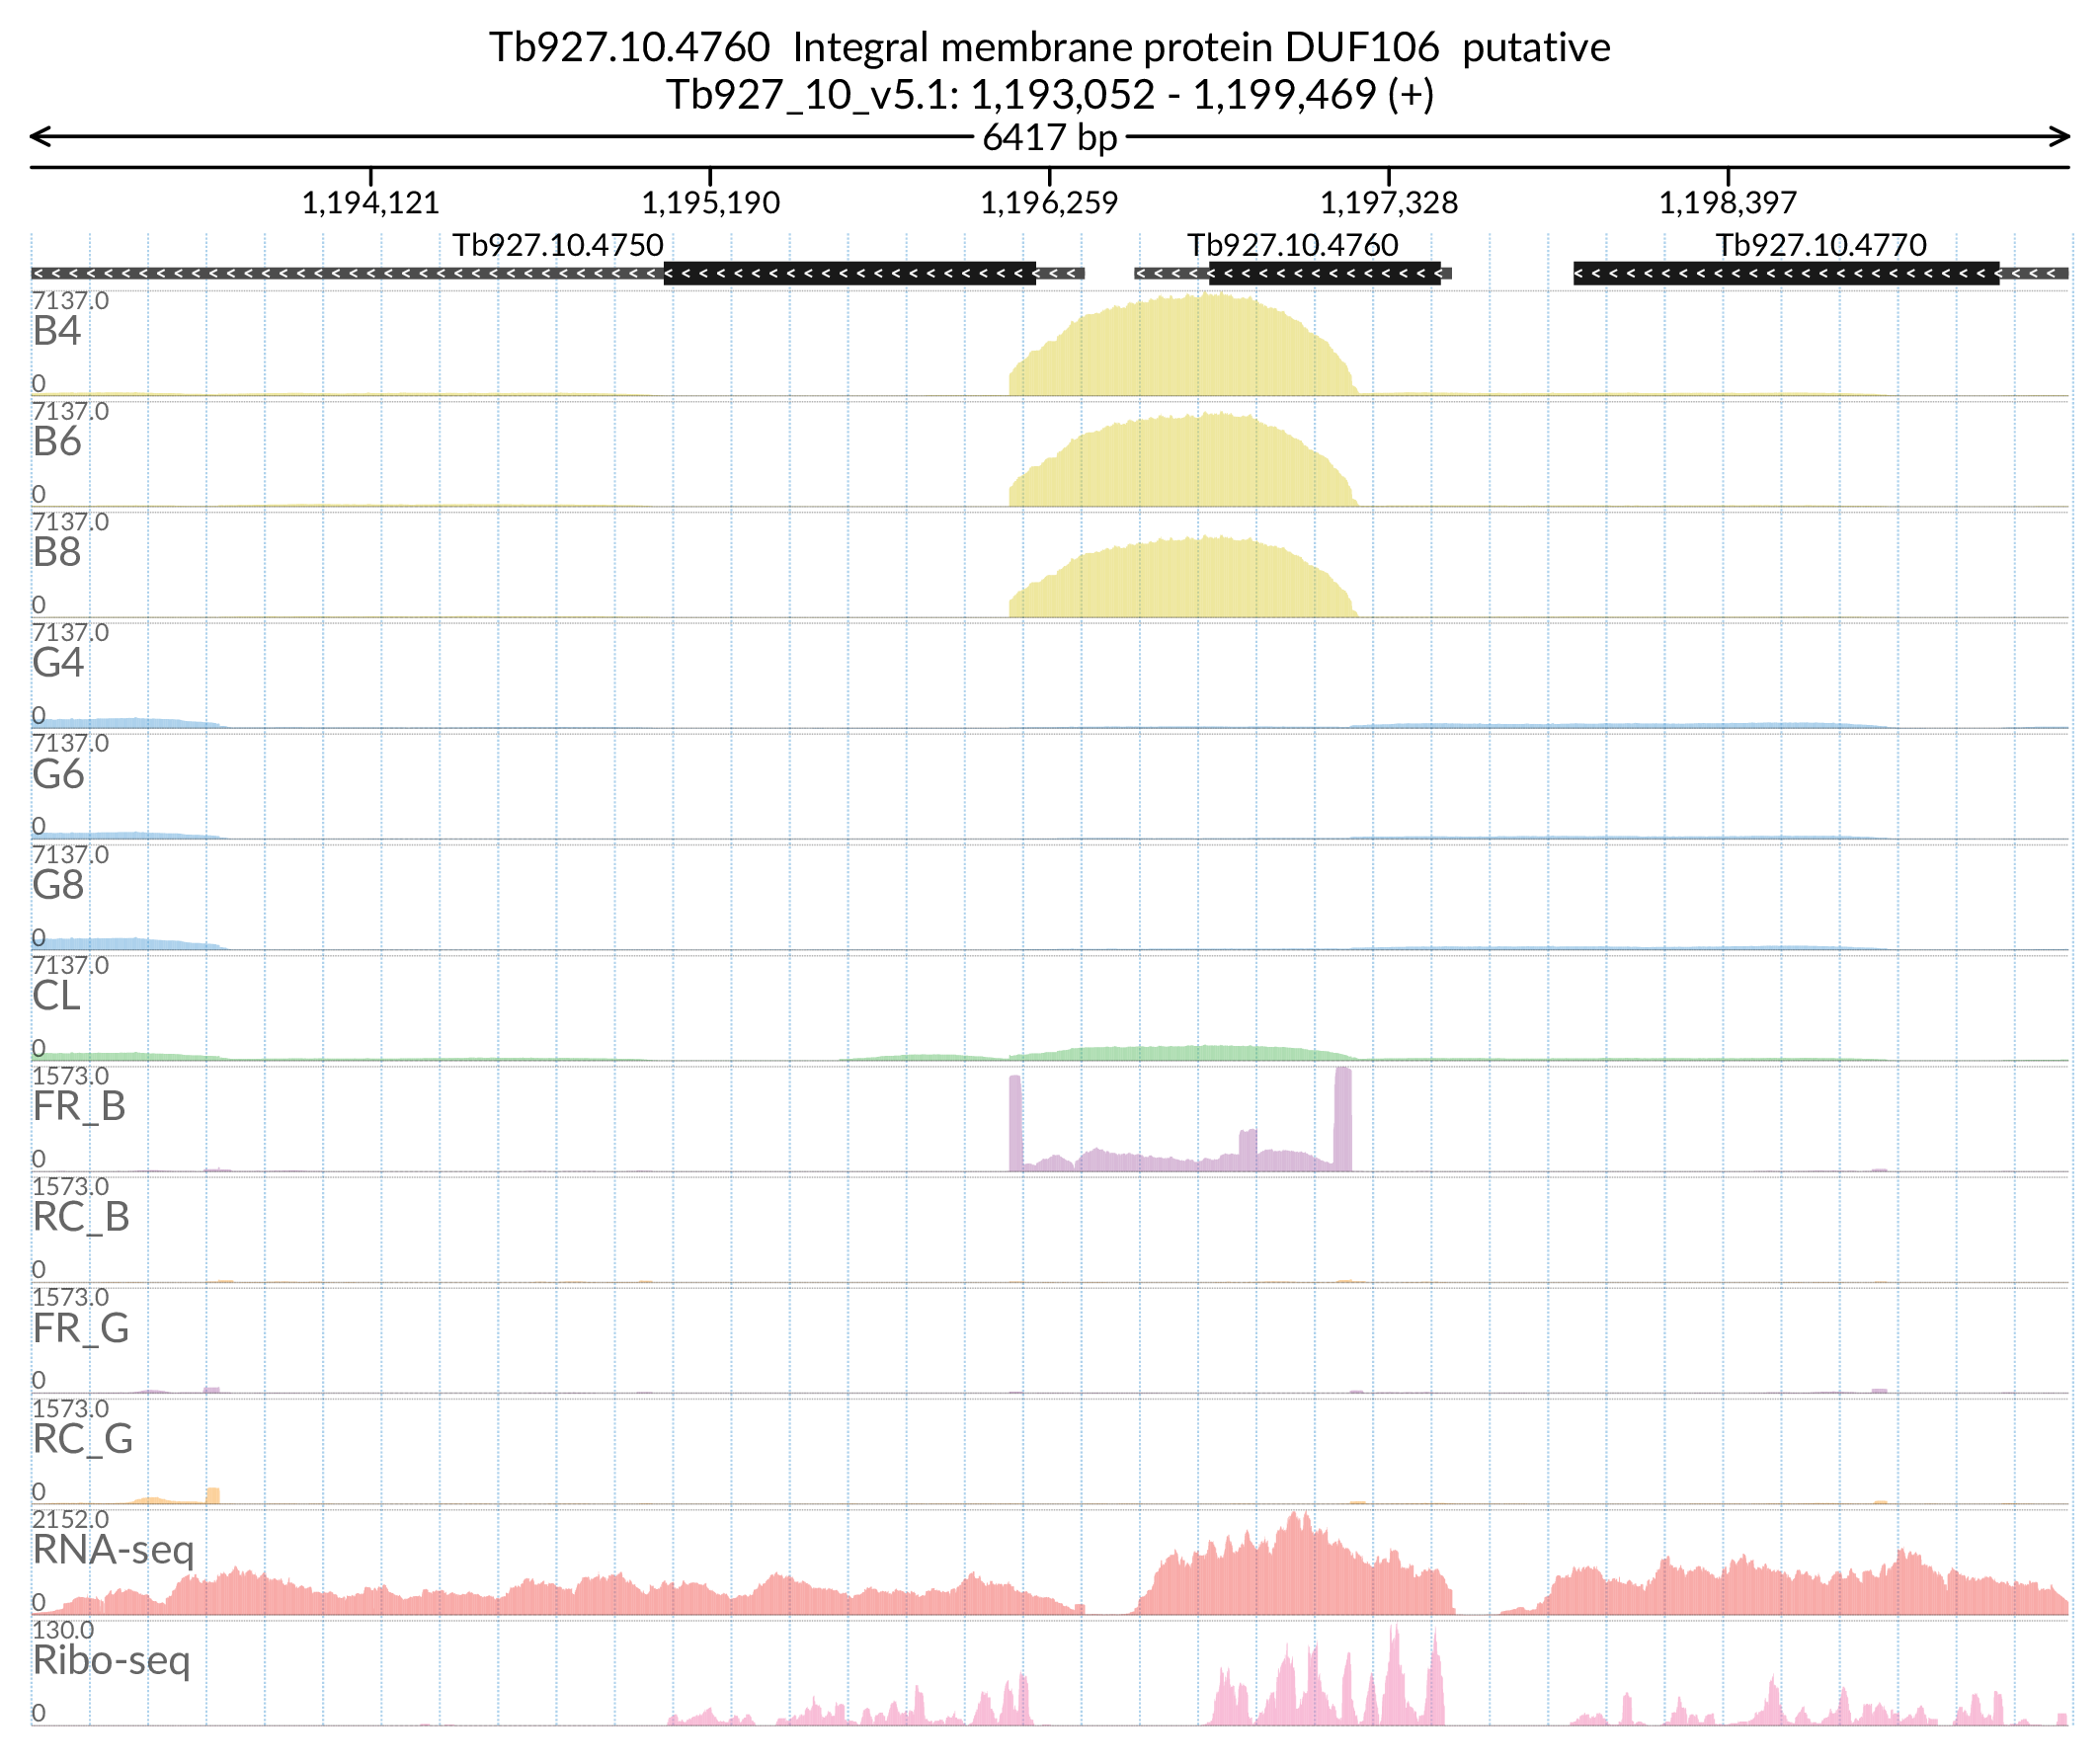 Tb927.10.4760 Integral membrane protein DUF106 putative
Tb927_10_v5.1: 1,193,052 - 1,199,469 (+)
6417 bp
1,194,121 1,195,190 1,196,259 1,197,328 1,198,397
Tb927.10.4750 Tb927.10.4760 Tb927.10.4770
7137.0
B4
0
7137.0
B6
0
7137.0
B8
0
7137.0
G4
0
7137.0
G6
0
7137.0
G8
0
7137.0
CL
0
1573.0
FR_B
0
1573.0
RC_B
0
1573.0
FR_G
0
1573.0
RC_G
0
2152.0
RNA-seq
0
130.0
Ribo-seq
0